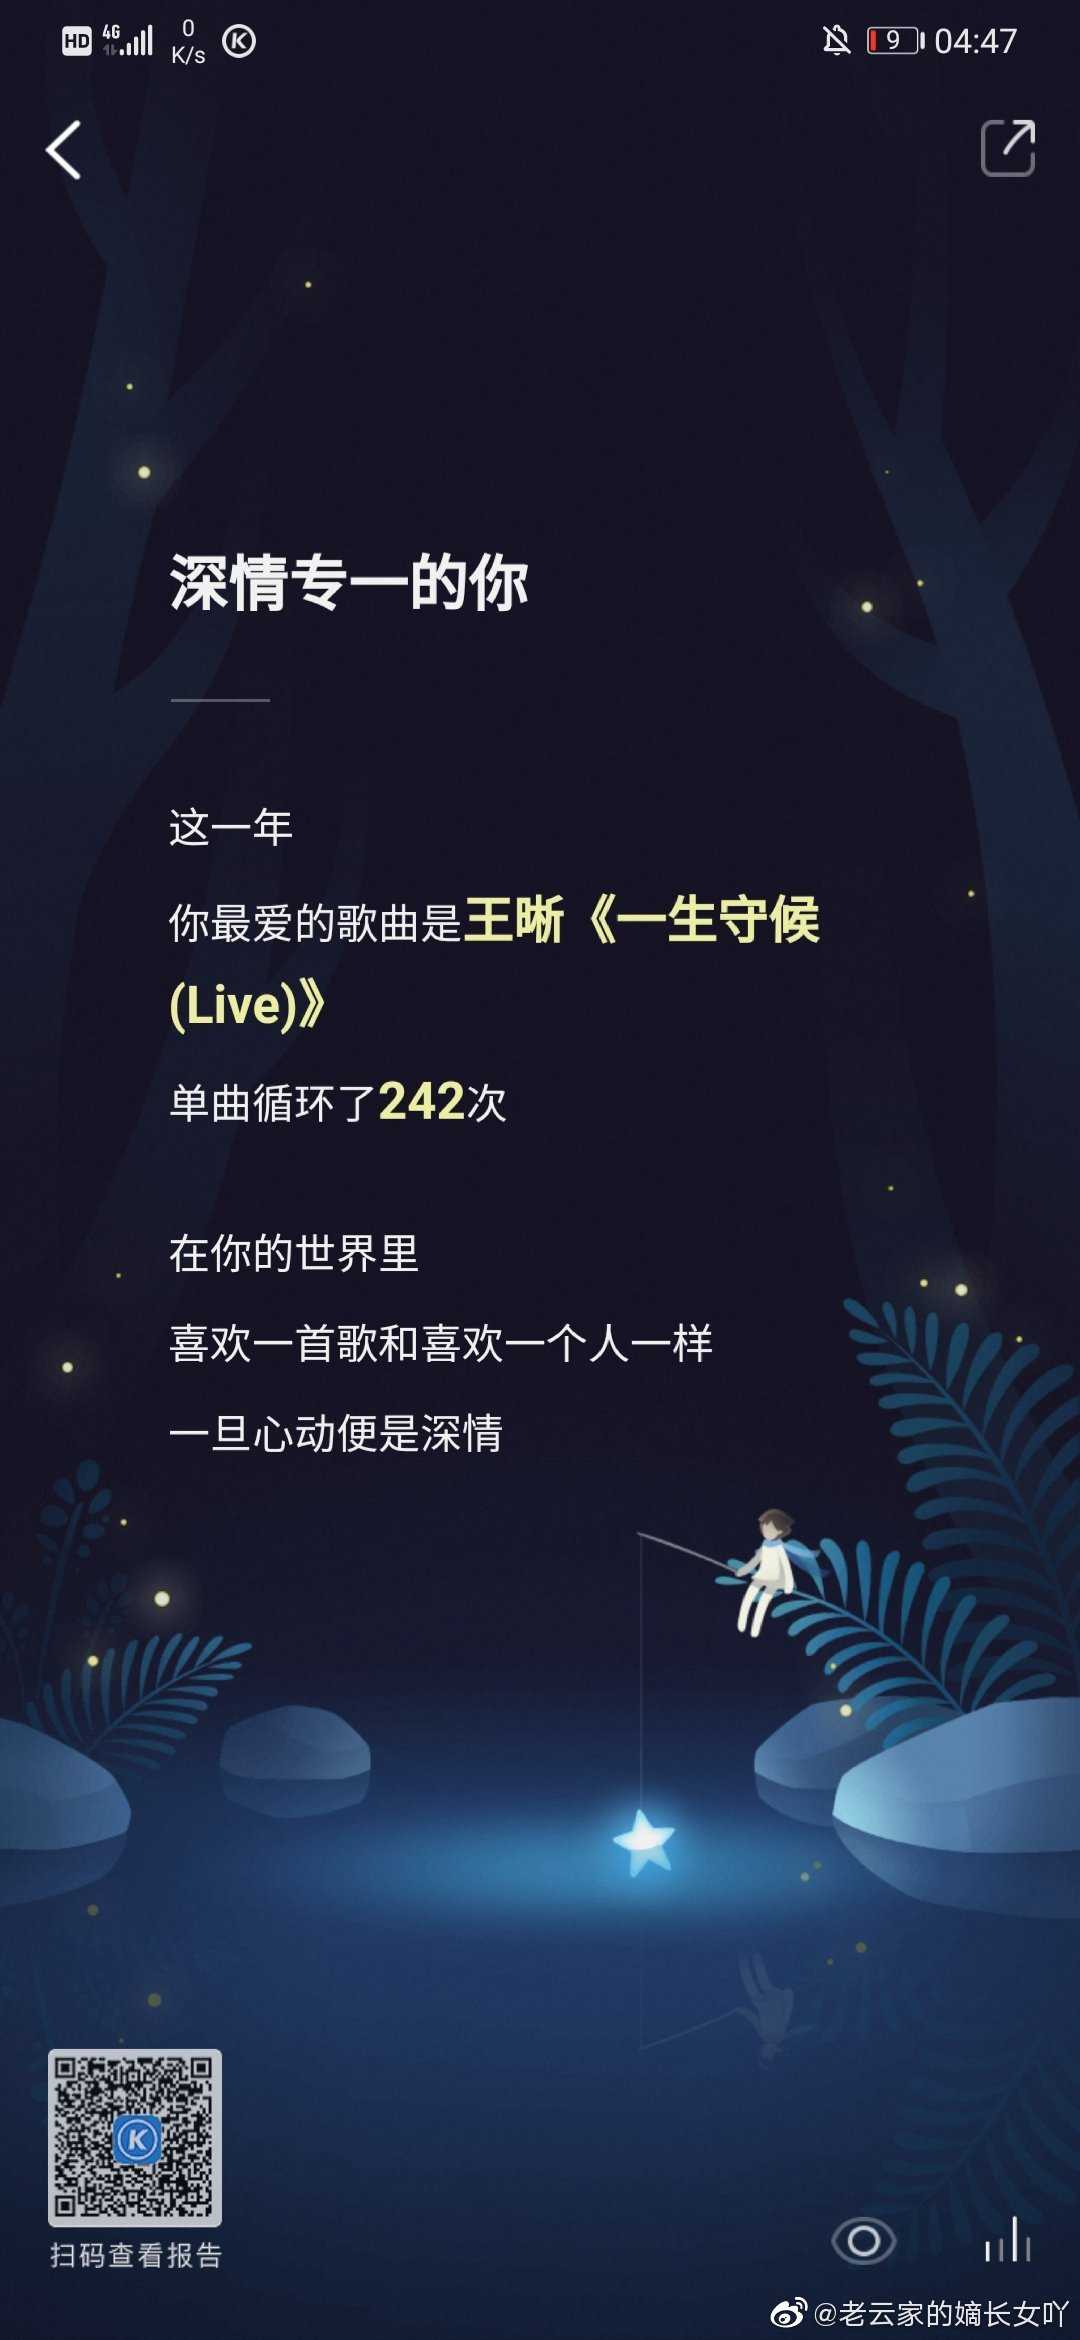 HD 4G 0 K/s K 9 04:47
深情专一的你
这一年
你最爱的歌曲是王晰《一生守候
(Live)》
单曲循环了242次
在你的世界里
喜欢一首歌和喜欢一个人一样
一旦心动便是深情
K
扫码查看报告
@老云家的嫡长女吖